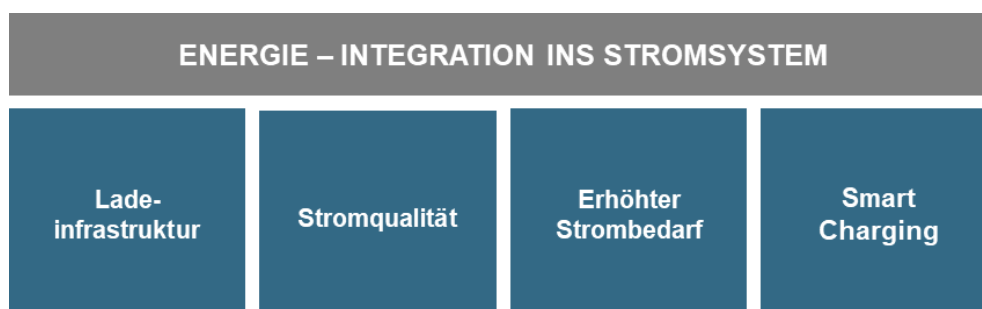 ENERGIE – INTEGRATION INS STROMSYSTEM
Lade-
infrastruktur
Stromqualität
Erhöhter
Strombedarf
Smart
Charging